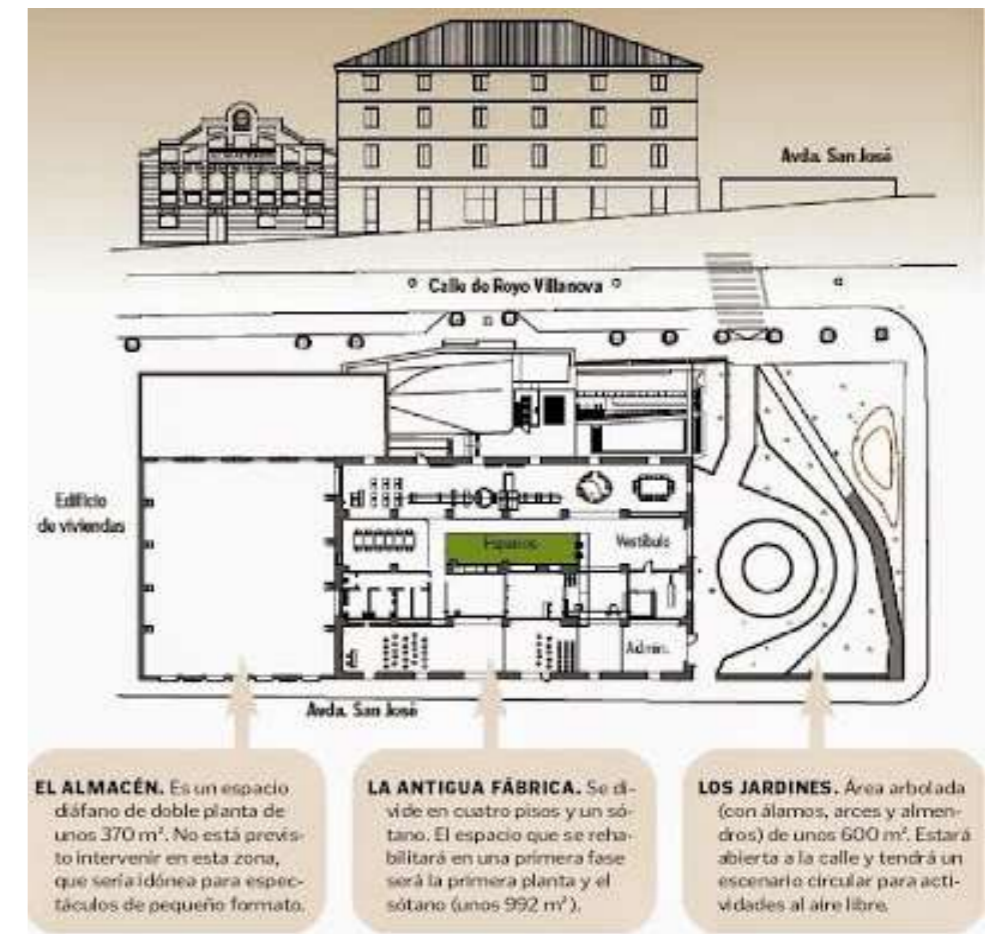 Avda. San José
Calle de Royo Villanova
Edificio
de viviendas
Espacios
Vestíbulo
Admin.
Avda. San José
EL ALMACÉN. Es un espacio
diáfano de doble planta de
unos 370 m². No está previs-
to intervenir en esta zona,
que sería idónea para espec-
táculos de pequeño formato.
LA ANTIGUA FÁBRICA. Se di-
vide en cuatro pisos y un só-
tano. El espacio que se reha-
bilitará en una primera fase
será la primera planta y el
sótano (unos 992 m²).
LOS JARDINES. Área arbolada
(con álamos, arces y almen-
dros) de unos 600 m². Estará
abierta a la calle y tendrá un
escenario circular para acti-
vidades al aire libre.